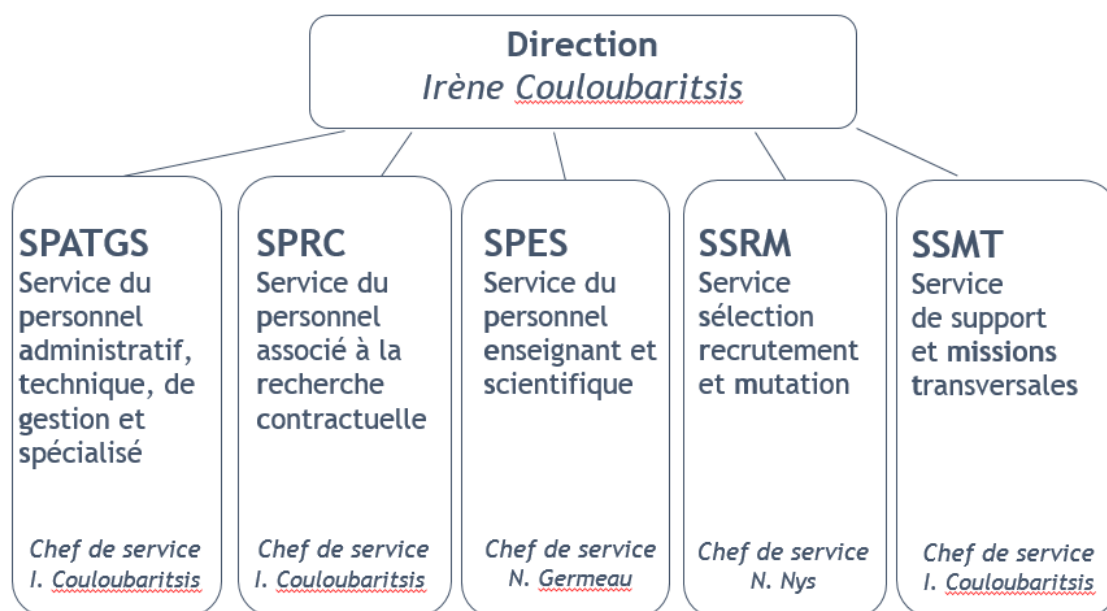 Direction
Irène Couloubaritsis
SPATGS
Service du
personnel
administratif,
technique, de
gestion et
spécialisé
Chef de service
I. Couloubaritsis
SPRC
Service du
personnel
associé à la
recherche
contractuelle
Chef de service
I. Couloubaritsis
SPES
Service du
personnel
enseignant et
scientifique
Chef de service
N. Germeau
SSRM
Service
sélection
recrutement
et mutation
Chef de service
N. Nys
SSMT
Service
de support
et missions
transversales
Chef de service
I. Couloubaritsis